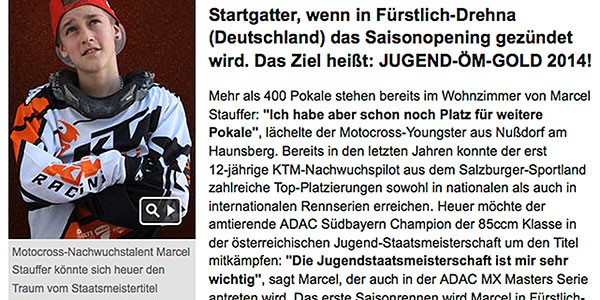 Startgatter, wenn in Fürstlich-Drehna
(Deutschland) das Saisonopening gezündet
wird. Das Ziel heißt: JUGEND-ÖM-GOLD 2014!
Mehr als 400 Pokale stehen bereits im Wohnzimmer von Marcel
Stauffer: "Ich habe aber schon noch Platz für weitere
Pokale", lächelte der Motocross-Youngster aus Nußdorf am
Haunsberg. Bereits in den letzten Jahren konnte der erst
12-jährige KTM-Nachwuchspilot aus dem Salzburger-Sportland
zahlreiche Top-Platzierungen sowohl in nationalen als auch in
internationalen Rennserien erreichen. Heuer möchte der
amtierende ADAC Südbayern Champion der 85ccm Klasse in
der österreichischen Jugend-Staatsmeisterschaft um den Titel
mitkämpfen: "Die Jugendstaatsmeisterschaft ist mir sehr
wichtig", sagt Marcel, der auch in der ADAC MX Masters Serie
antreten wird. Das erste Saisonrennen wird Marcel in Fürstlich-
KTM
RACING
Motocross-Nachwuchstalent Marcel
Stauffer könnte sich heuer den
Traum vom Staatsmeistertitel